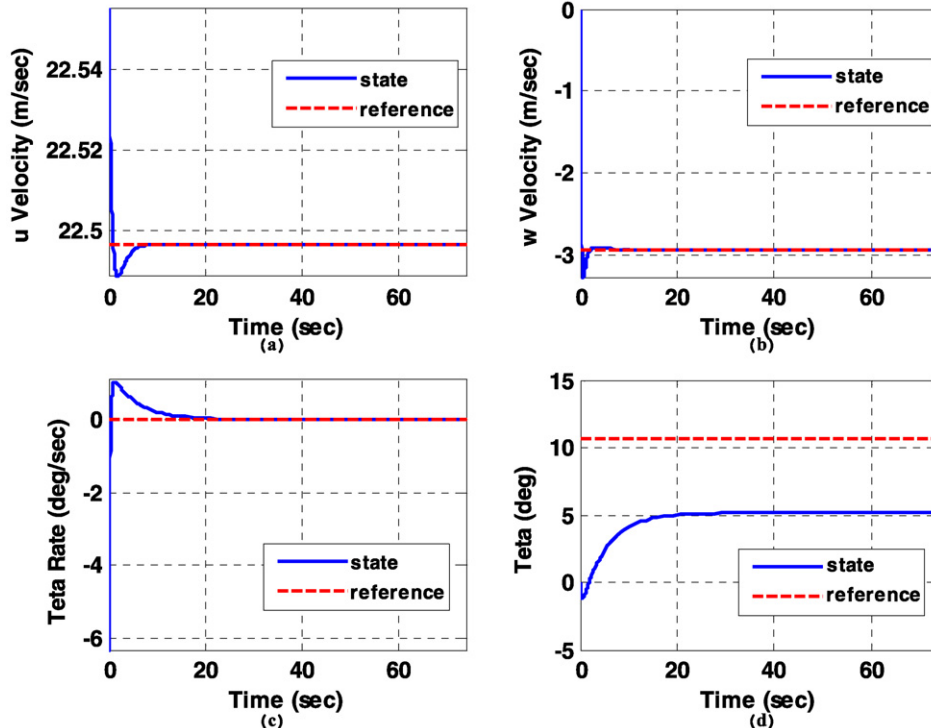 u Velocity (m/sec)
22.54
22.52
22.5
state
reference
0 20 40 60
Time (sec)
(a)
w Velocity (m/sec)
0
-1
-2
-3
state
reference
0 20 40 60
Time (sec)
(b)
Teta Rate (deg/sec)
0
-2
-4
-6
state
reference
0 20 40 60
Time (sec)
(c)
Teta (deg)
15
10
5
0
-5
state
reference
0 20 40 60
Time (sec)
(d)